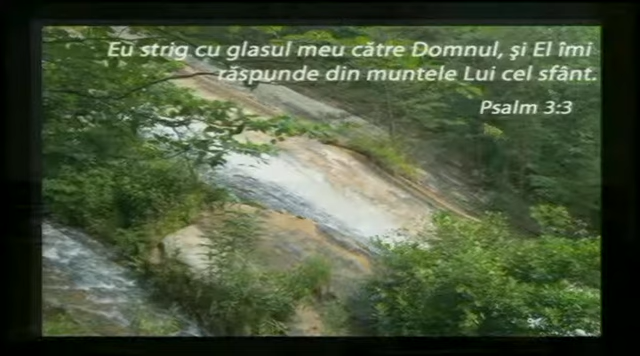 Eu strig cu glasul meu către Domnul, şi El îmi
răspunde din muntele Lui cel sfânt.
Psalm 3:3